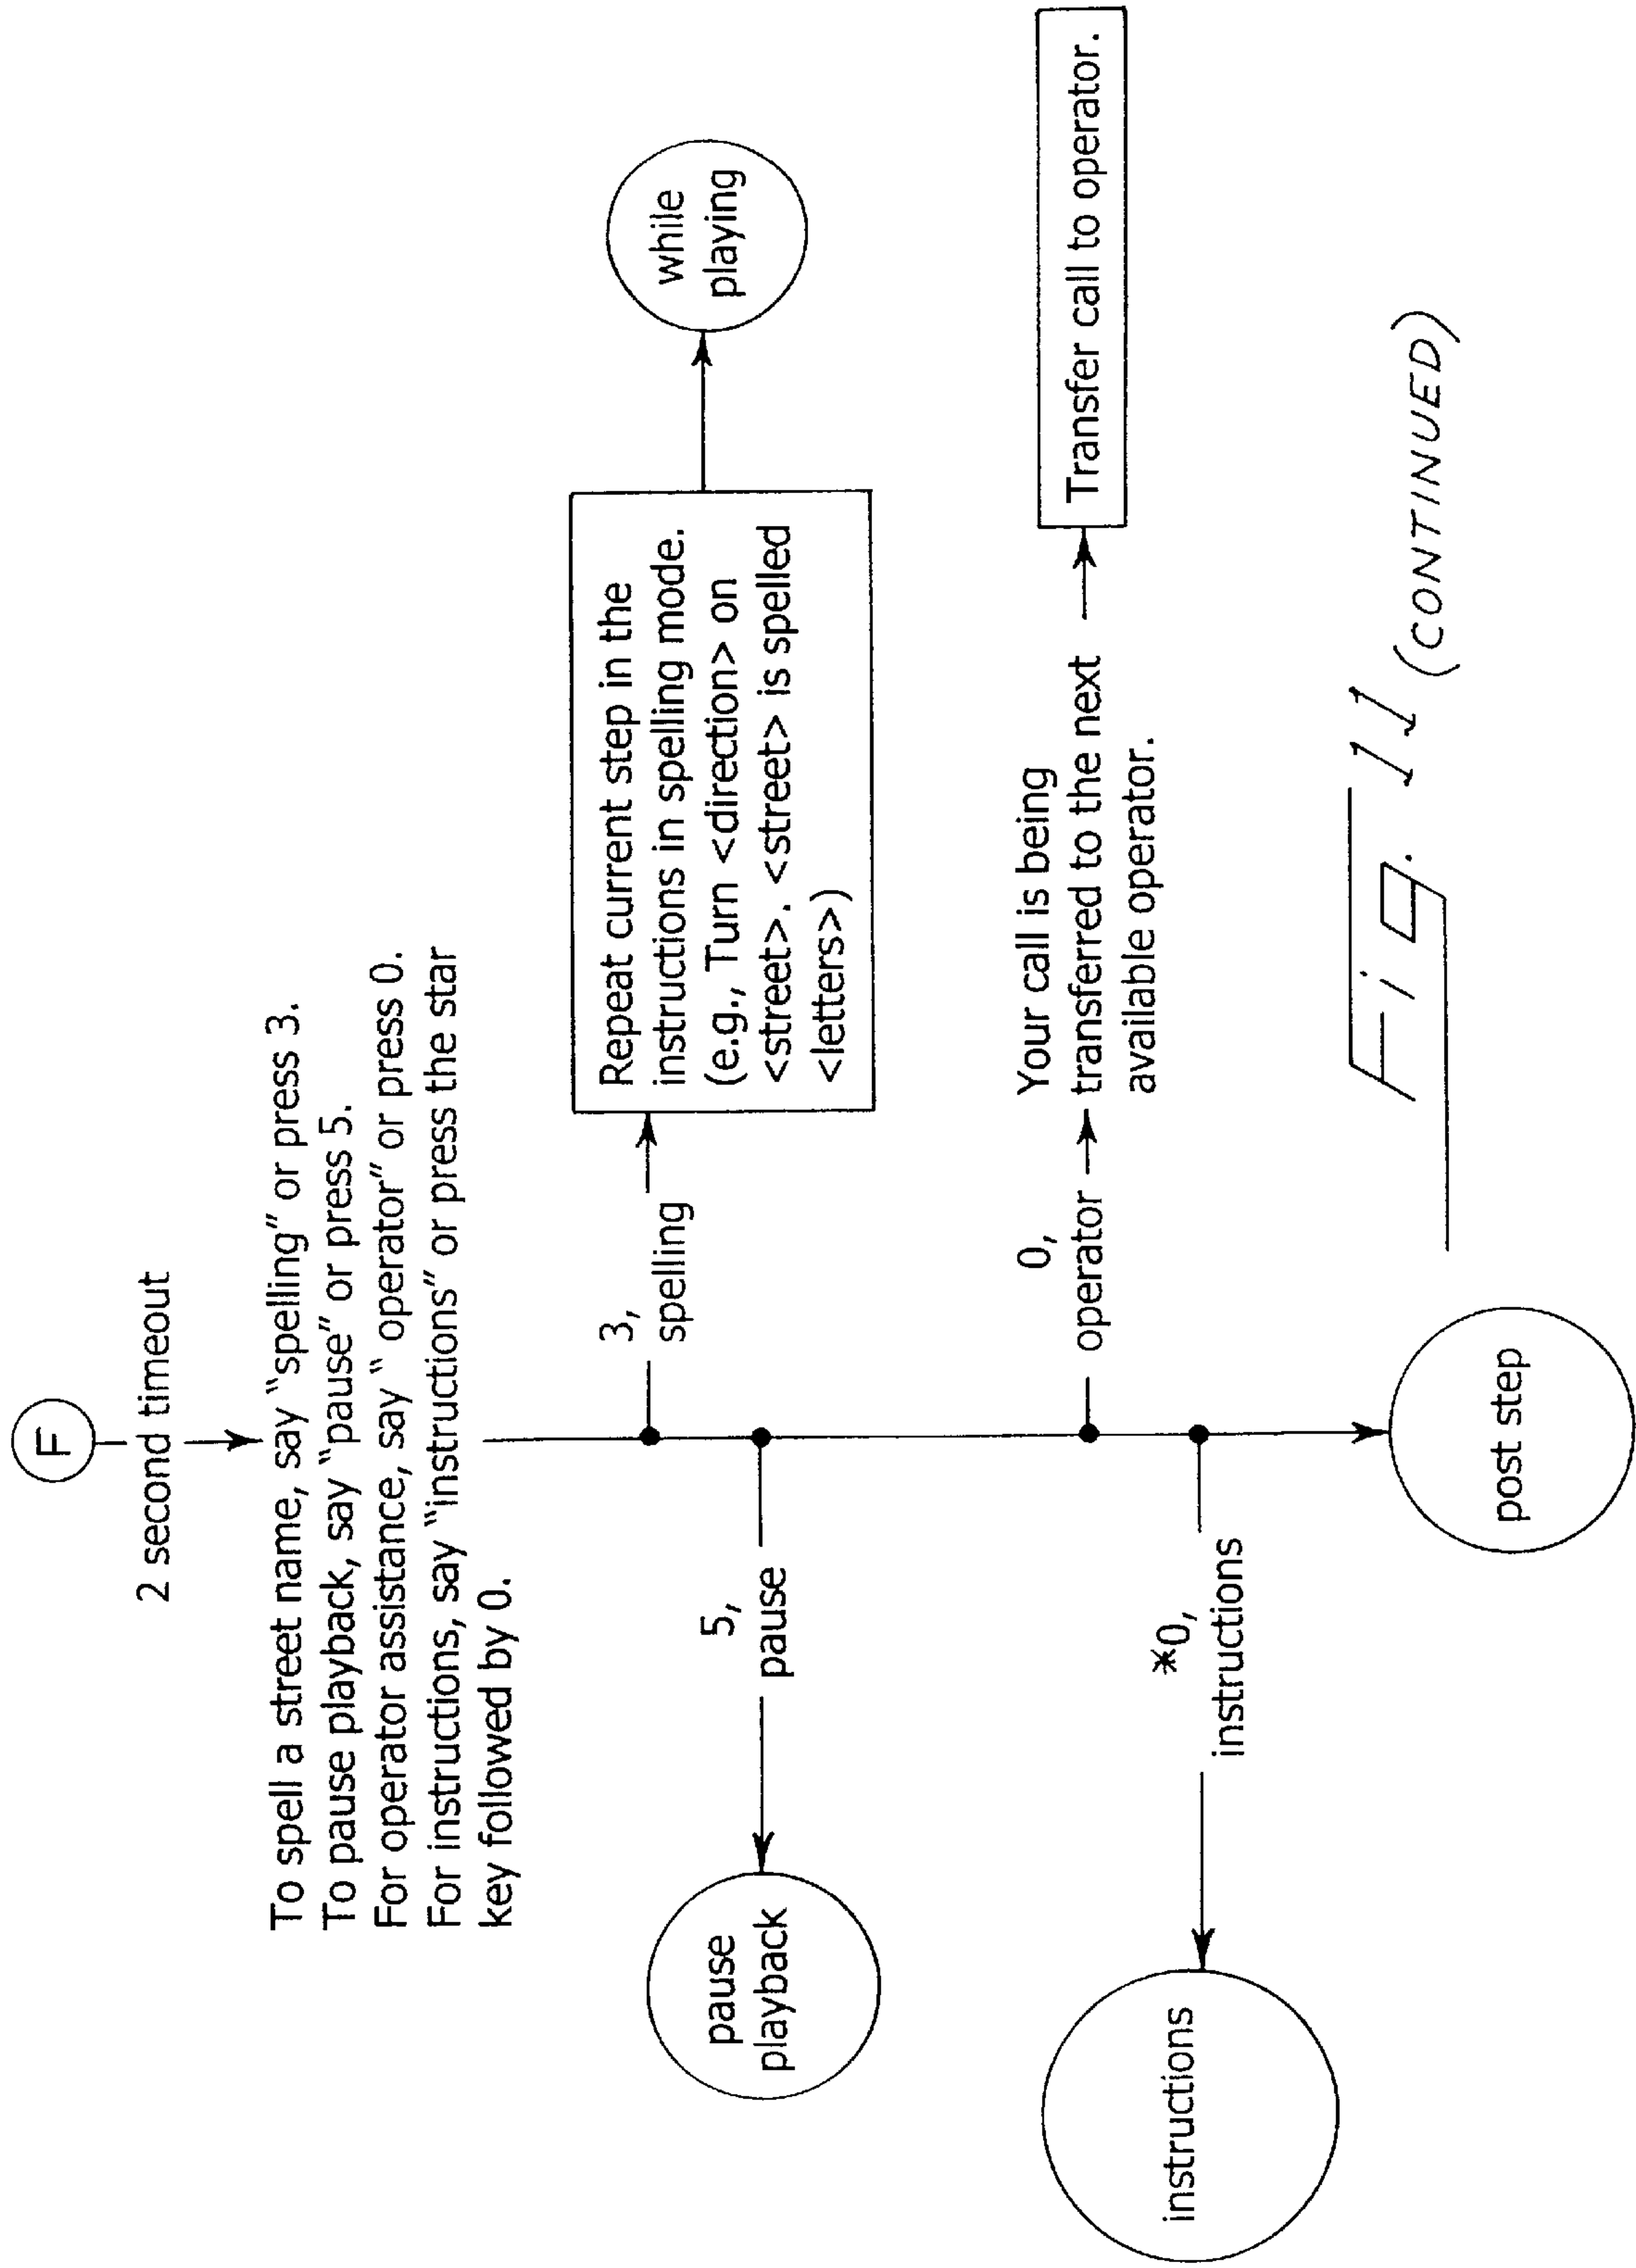 F
2 second timeout
To spell a street name, say “spelling” or press 3.
To pause playback, say “pause” or press 5.
For operator assistance, say “ operator” or press 0.
For instructions, say “instructions” or press the star
key followed by 0.
3,
spelling
Repeat current step in the
instructions in spelling mode.
(e.g., Turn <direction> on
<street>. <street> is spelled
<letters>)
while
playing
5,
pause
pause
playback
0,
operator
Your call is being
transferred to the next
available operator.
Transfer call to operator.
*0,
instructions
instructions
post step
Fig. 11 (CONTINUED)